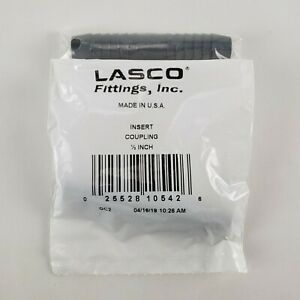 LASCO®
Fittings, Inc.
MADE IN U.S.A.
INSERT
COUPLING
½ INCH
0 25528 10542 6
04/16/18 10:26 AM